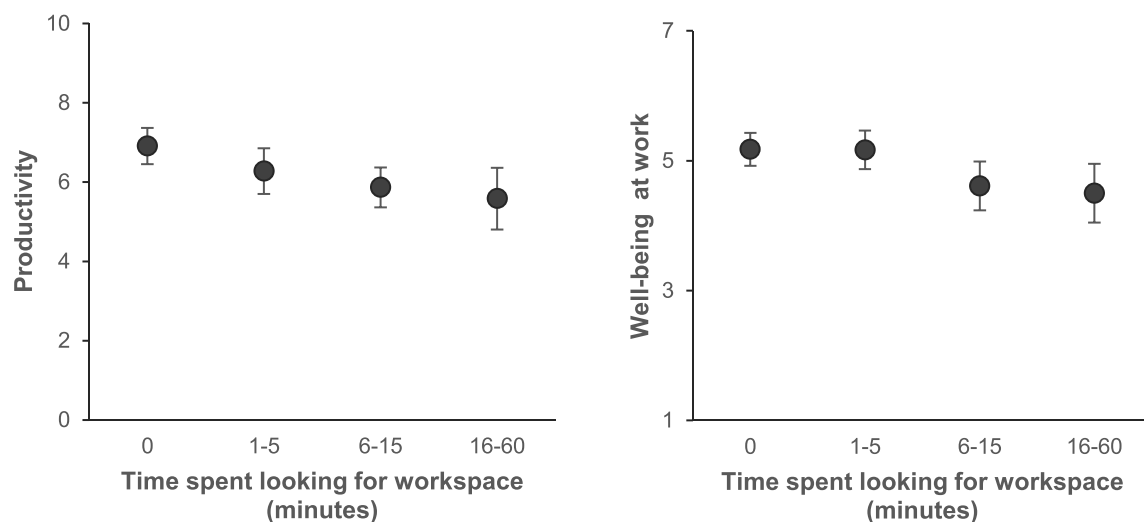 10
8
6
4
2
0
Productivity
0 1-5 6-15 16-60
Time spent looking for workspace
(minutes)
7
5
3
1
Well-being at work
0 1-5 6-15 16-60
Time spent looking for workspace
(minutes)